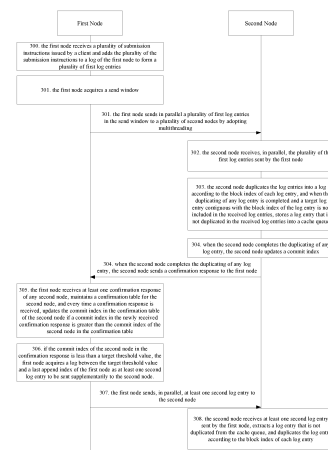 First Node
Second Node
300. the first node receives a plurality of submission
instructions issued by a client and adds the plurality of the
submission instructions to a log of the first node to form a
plurality of first log entries
301. the first node acquires a send window
301. the first node sends in parallel a plurality of first log entries
in the send window to a plurality of second nodes by adopting
multithreading
302. the second node receives, in parallel, the plurality of th
first log entries sent by the first node
303. the second node duplicates the log entries into a log
according to the block index of each log entry, and when the
duplicating of any log entry is completed and a target log
entry contiguous with the block index of the log entry is no
included in the received log entries, stores a log entry that i
not duplicated in the received log entries into a cache queu
304. when the second node completes the duplicating of any
log entry, the second node updates a commit index
304. when the second node completes the duplicating of any log
entry, the second node sends a confirmation response to the first node
305. the first node receives at least one confirmation response
of any second node, maintains a confirmation table for the
second node, and every time a confirmation response is
received, updates the commit index in the confirmation table
of the second node if a commit index in the newly received
confirmation response is greater than the commit index of the
second node in the confirmation table
306. if the commit index of the second node in the
confirmation response is less than a threshold value, the
first node acquires a log between the target threshold value
and a last append index of the first node as at least one second
log entry to be sent supplementarily to the second node.
307. the first node sends, in parallel, at least one second log entry to
the second node
308. the second node receives at least one second log entry
sent by the first node, extracts a log entry that is not
duplicated from the cache queue, and duplicates the log entr
according to the block index of each log entry